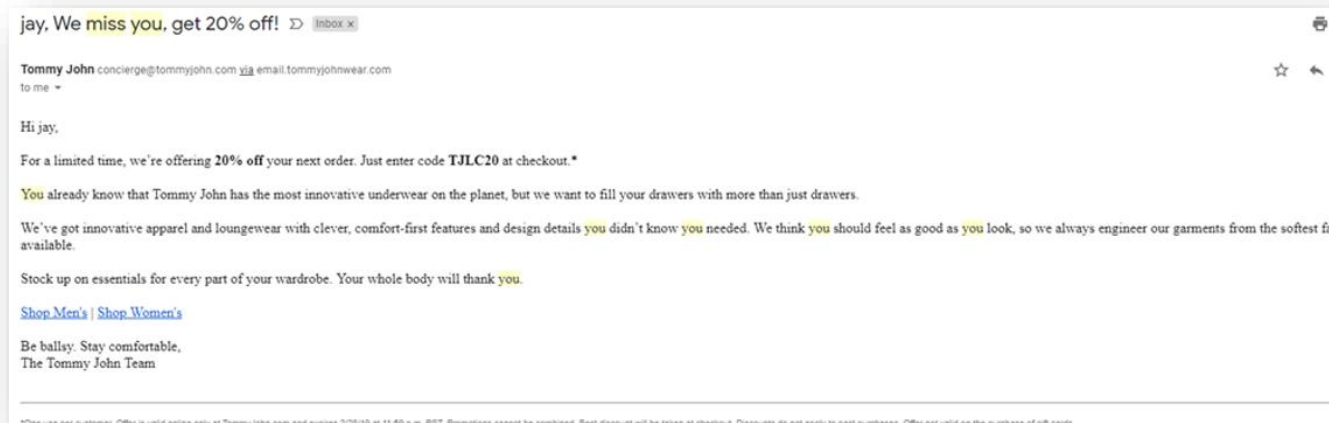 jay, We miss you, get 20% off! Inbox x
Tommy John concierge@tommyjohn.com via email.tommyjohnwear.com
to me
Hi jay,
For a limited time, we're offering 20% off your next order. Just enter code TJLC20 at checkout.*
You already know that Tommy John has the most innovative underwear on the planet, but we want to fill your drawers with more than just drawers.
We've got innovative apparel and loungewear with clever, comfort-first features and design details you didn't know you needed. We think you should feel as good as you look, so we always engineer our garments from the softest
available.
Stock up on essentials for every part of your wardrobe. Your whole body will thank you.
Shop Men's | Shop Women's
Be ballsy. Stay comfortable,
The Tommy John Team